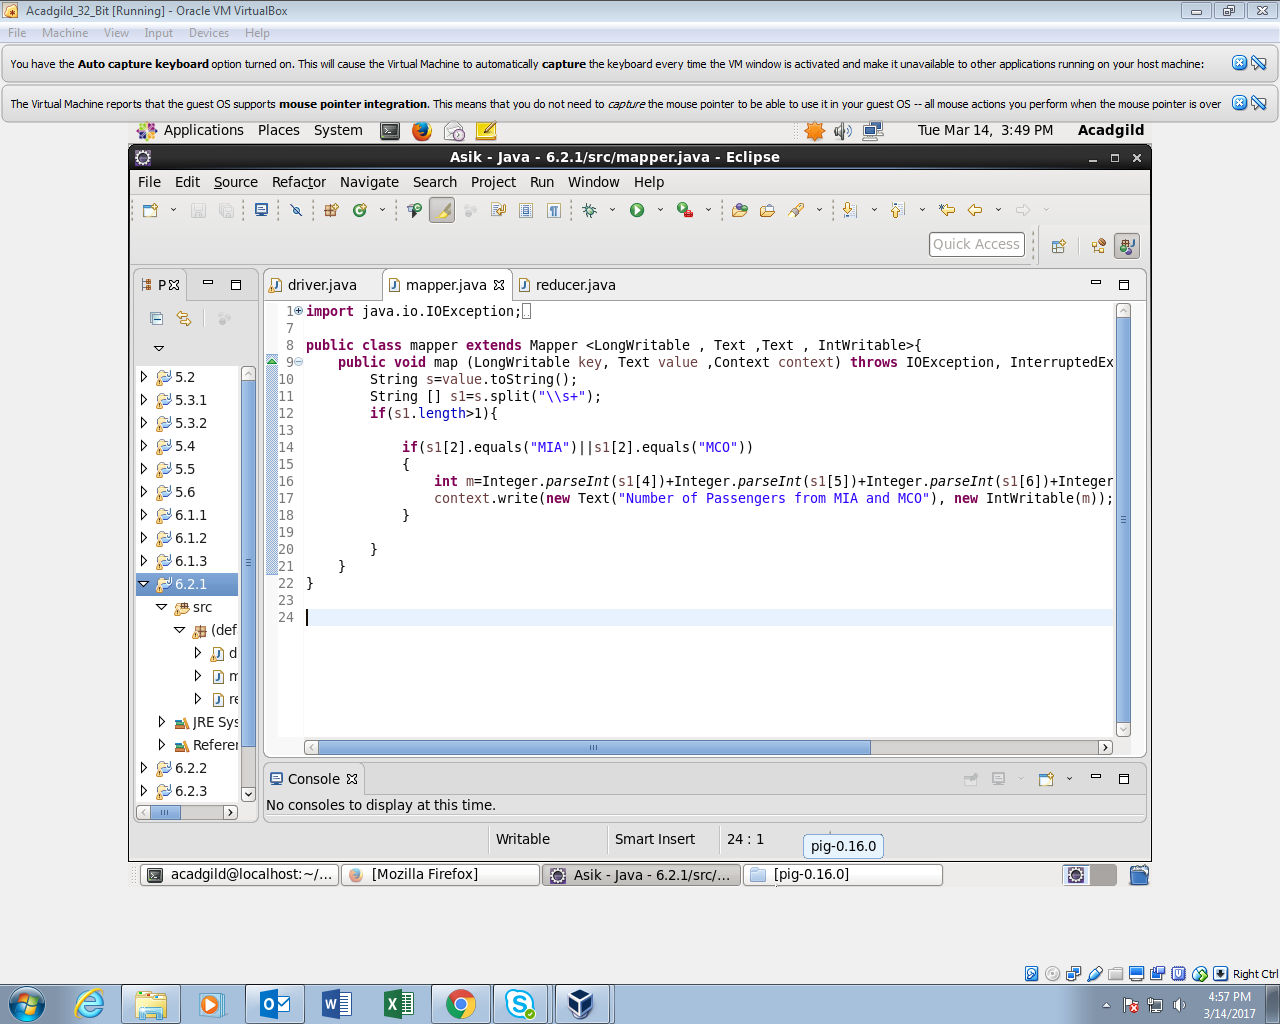 Acadgild_32_Bit [Running] - Oracle VM VirtualBox
File Machine View Input Devices Help
You have the Auto capture keyboard option turned on. This will cause the Virtual Machine to automatically capture the keyboard every time the VM window is activated and make it unavailable to other applications running on your host machine:
The Virtual Machine reports that the guest OS supports mouse pointer integration. This means that you do not need to capture the mouse pointer to be able to use it in your guest OS -- all mouse actions you perform when the mouse pointer is over
Applications Places System Tue Mar 14, 3:49 PM Acadgild
Asik - Java - 6.2.1/src/mapper.java - Eclipse
File Edit Source Refactor Navigate Search Project Run Window Help
Quick Access
P driver.java mapper.java reducer.java
1 import java.io.IOException;
7
8 public class mapper extends Mapper <LongWritable , Text ,Text , IntWritable>{
9 public void map (LongWritable key, Text value ,Context context) throws IOException, InterruptedEx
10 String s=value.toString();
11 String [] s1=s.split("\\s+");
12 if(s1.length>1){
13
14 if(s1[2].equals("MIA")||s1[2].equals("MCO"))
15 {
16 int m=Integer.parseInt(s1[4])+Integer.parseInt(s1[5])+Integer.parseInt(s1[6])+Integer
17 context.write(new Text("Number of Passengers from MIA and MCO"), new IntWritable(m));
18 }
19
20 }
21 }
22 }
23
24
5.2
5.3.1
5.3.2
5.4
5.5
5.6
6.1.1
6.1.2
6.1.3
6.2.1
src
(def
d
m
re
JRE Sys
Referen
6.2.2
6.2.3
Console
No consoles to display at this time.
Writable Smart Insert 24 : 1
pig-0.16.0
acadgild@localhost:~/... [Mozilla Firefox] Asik - Java - 6.2.1/src/... [pig-0.16.0]
Right Ctrl
4:57 PM
3/14/2017